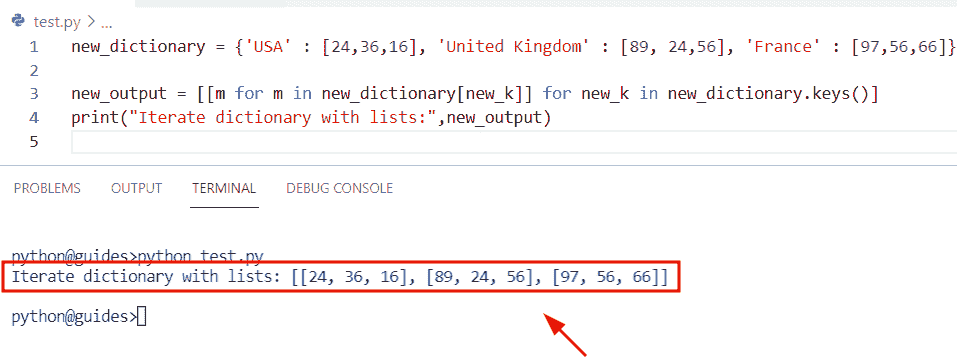 test.py > ...
1 new_dictionary = {'USA' : [24,36,16], 'United Kingdom' : [89, 24,56], 'France' : [97,56,66]}
2
3 new_output = [[m for m in new_dictionary[new_k]] for new_k in new_dictionary.keys()]
4 print("Iterate dictionary with lists:",new_output)
5
PROBLEMS OUTPUT TERMINAL DEBUG CONSOLE
python@guides>python test.py
Iterate dictionary with lists: [[24, 36, 16], [89, 24, 56], [97, 56, 66]]
python@guides>